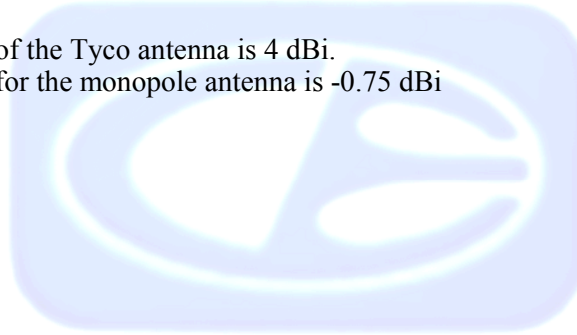 of the Tyco antenna is 4 dBi.
for the monopole antenna is -0.75 dBi